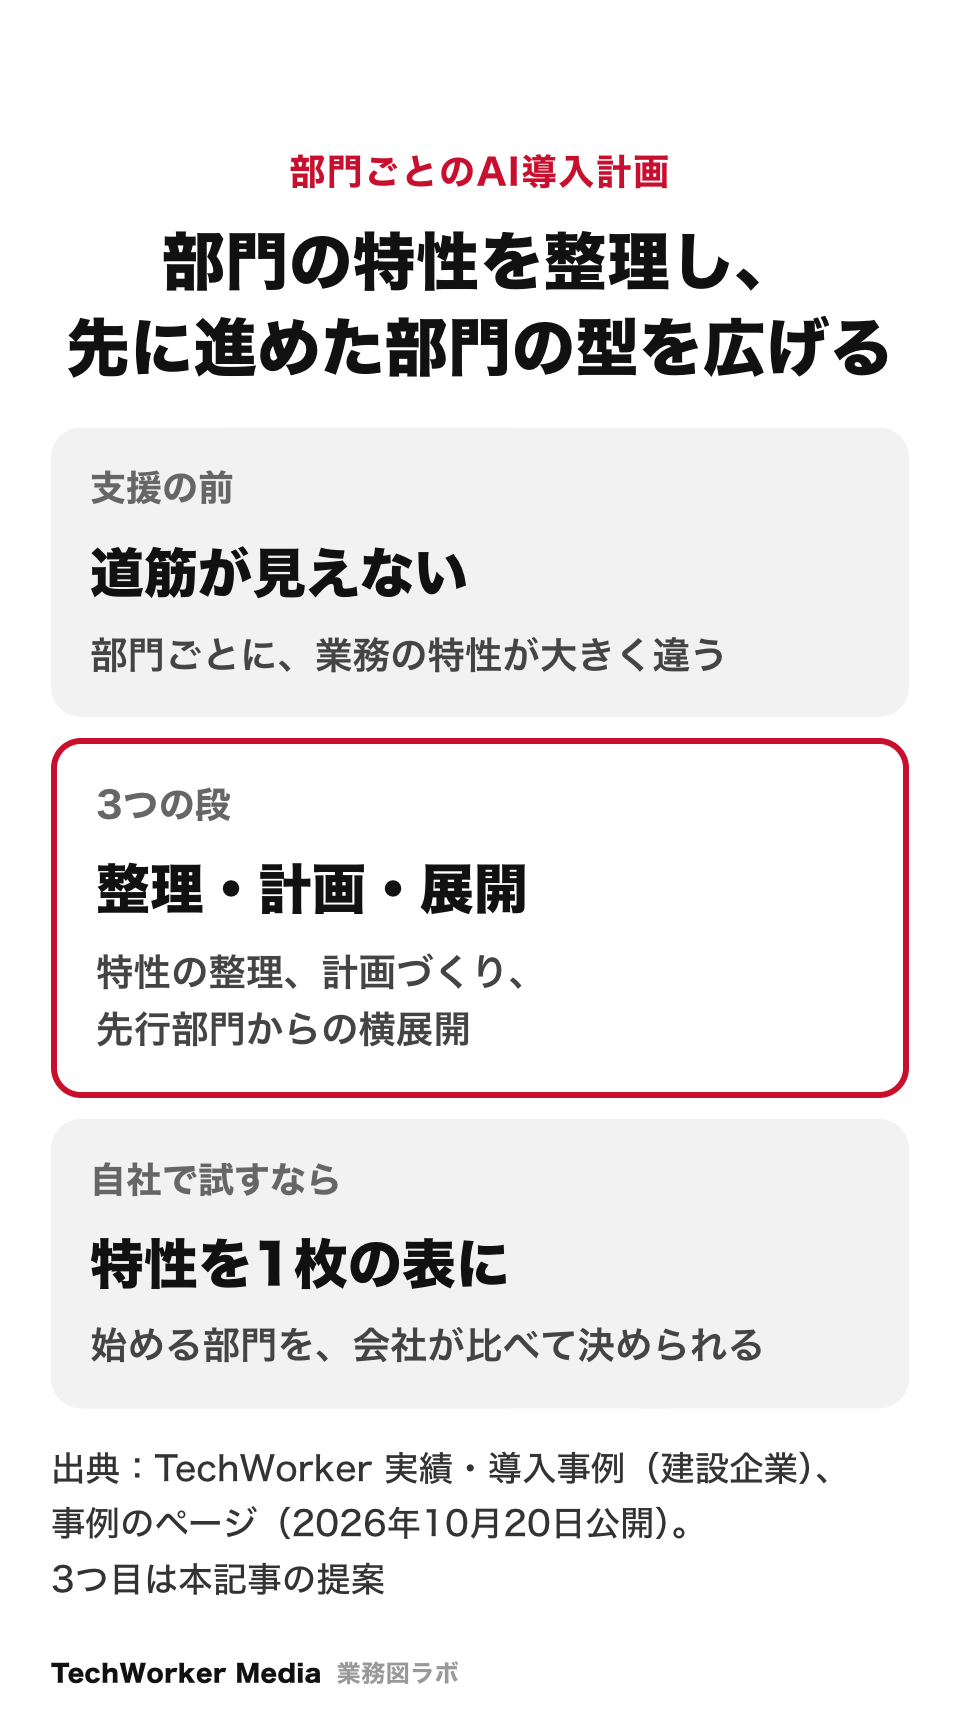 部門ごとのAI導入計画
部門の特性を整理し、
先に進めた部門の型を広げる
支援の前
道筋が見えない
部門ごとに、業務の特性が大きく違う
3つの段
整理・計画・展開
特性の整理、計画づくり、
先行部門からの横展開
自社で試すなら
特性を1枚の表に
始める部門を、会社が比べて決められる
出典：TechWorker 実績・導入事例（建設企業）、
事例のページ（2026年10月20日公開）。
3つ目は本記事の提案
TechWorker Media 業務図ラボ